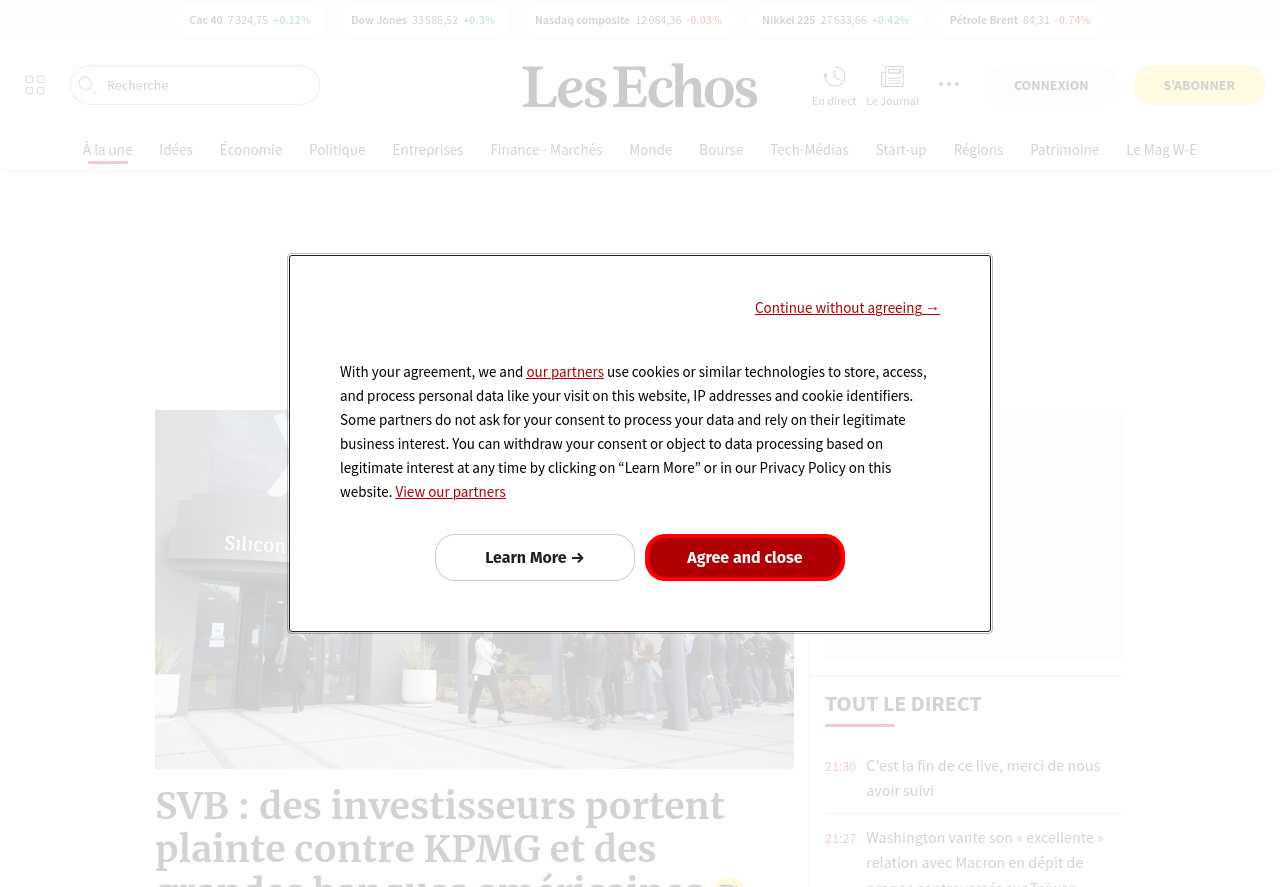 Cac 40 7 324,75 +0.12%
Dow Jones 33 586,52 +0.3%
Nasdaq composite 12 084,36 -0.03%
Nikkei 225 27 633,66 +0.42%
Pétrole Brent 84,31 -0.74%
Recherche
Les Echos
En direct
Le Journal
CONNEXION
S'ABONNER
À la une
Idées
Économie
Politique
Entreprises
Finance - Marchés
Monde
Bourse
Tech-Médias
Start-up
Régions
Patrimoine
Le Mag W-E
Continue without agreeing →
With your agreement, we and our partners use cookies or similar technologies to store, access,
and process personal data like your visit on this website, IP addresses and cookie identifiers.
Some partners do not ask for your consent to process your data and rely on their legitimate
business interest. You can withdraw your consent or object to data processing based on
legitimate interest at any time by clicking on “Learn More” or in our Privacy Policy on this
website. View our partners
Learn More →
Agree and close
Silicon
SVB : des investisseurs portent
plainte contre KPMG et des
grandes banques américaines
TOUT LE DIRECT
21:30 C'est la fin de ce live, merci de nous
avoir suivi
21:27 Washington vante son « excellente »
relation avec Macron en dépit de
propos controversés sur Taïwan